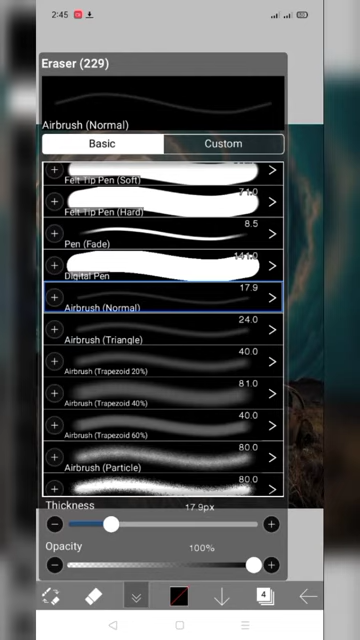 2:45
Eraser (229)
Airbrush (Normal)
Basic
Custom
Felt Tip Pen (Soft)
Felt Tip Pen (Hard)
8.5
Pen (Fade)
Digital Pen
17.9
Airbrush (Normal)
24.0
Airbrush (Triangle)
40.0
Airbrush (Trapezoid 20%)
81.0
Airbrush (Trapezoid 40%)
40.0
Airbrush (Trapezoid 60%)
80.0
Airbrush (Particle)
80.0
Thickness
17.9px
Opacity
100%
4